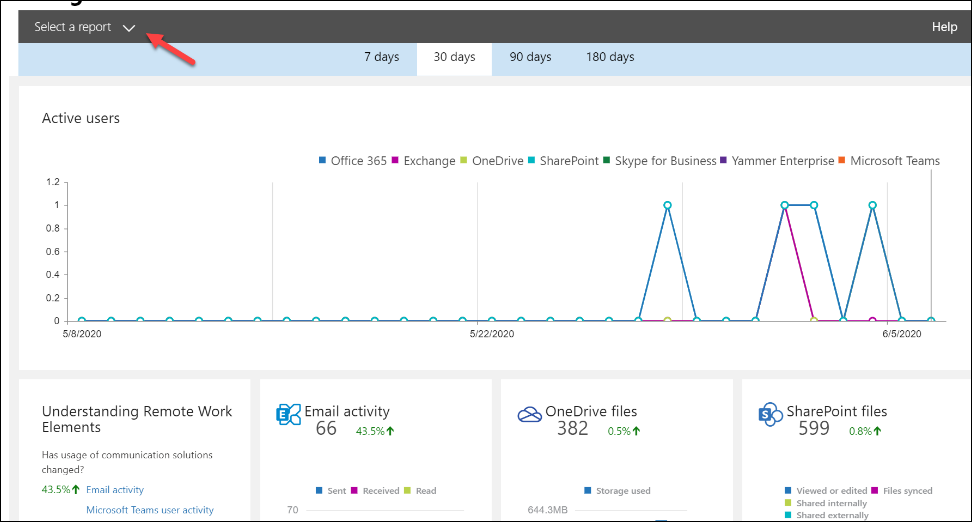 Select a report
Help
7 days 30 days 90 days 180 days
Active users
Office 365 Exchange OneDrive SharePoint Skype for Business Yammer Enterprise Microsoft Teams
1.2
1
0.8
0.6
0.4
0.2
0
5/8/2020 5/22/2020 6/5/2020
Understanding Remote Work
Elements
Has usage of communication solutions
changed?
43.5% Email activity
Microsoft Teams user activity
E
Email activity
66 43.5%
Sent Received Read
70
OneDrive files
382 0.5%
Storage used
644.3MB
S
SharePoint files
599 0.8%
Viewed or edited Files synced
Shared internally
Shared externally